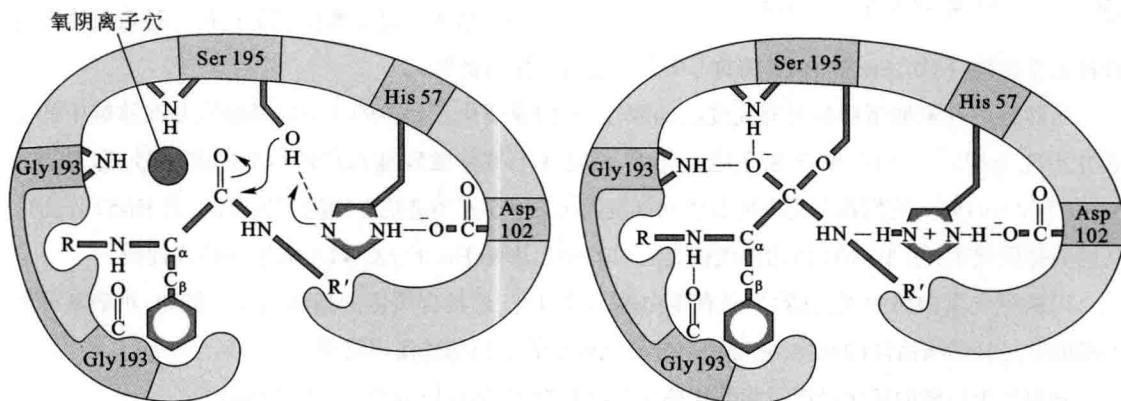 氧阴离子穴
Ser 195
His 57
Gly193
Asp
102
Gly193
NH
N
H
O
H
O
C
HN
N
NH
O
O
C
R
N
H
Cα
Cβ
O
C
R'
Ser 195
His 57
Gly193
Asp
102
Gly193
NH
N
H
O
O
C
HN
H
N
+
N
H
O
O
C
R
N
H
Cα
Cβ
O
C
R'